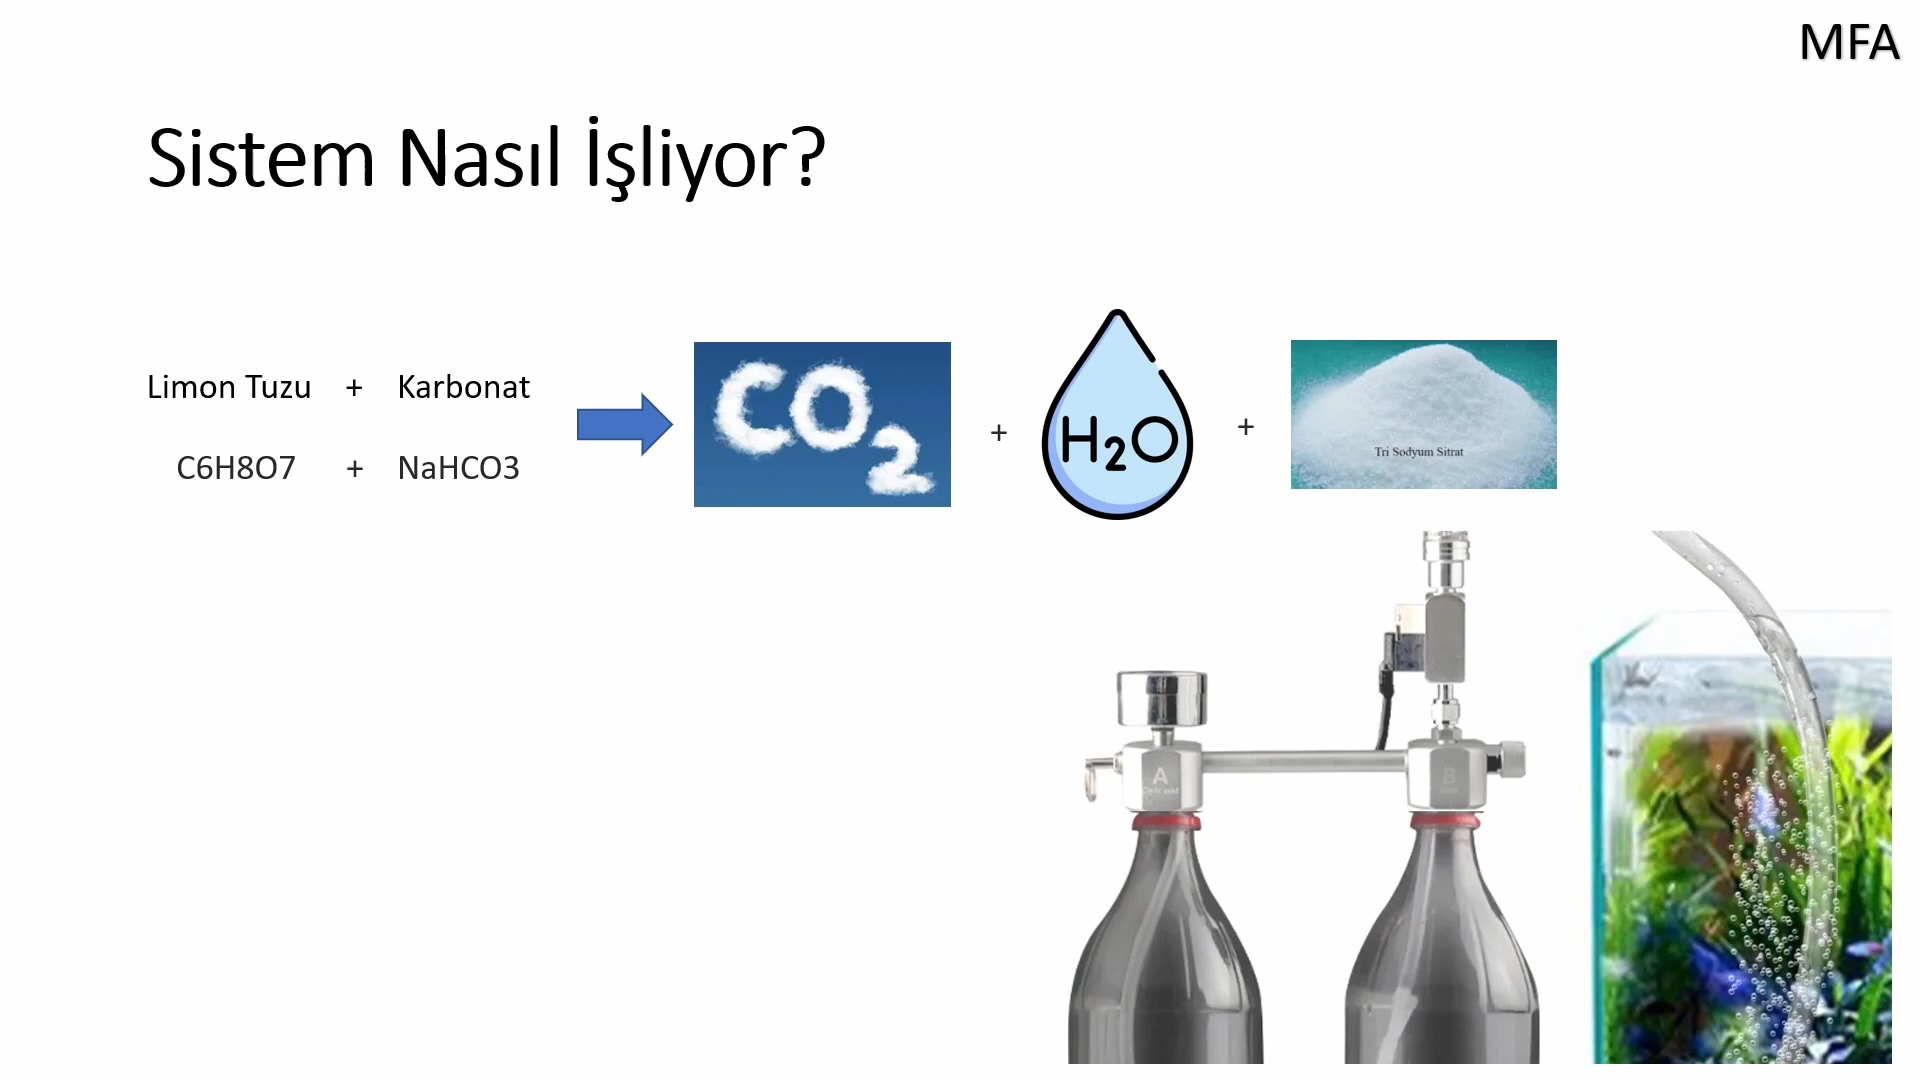 MFA
Sistem Nasıl İşliyor?
Limon Tuzu + Karbonat
C6H8O7 + NaHCO3
CO2
+
H2O
+
Tri Sodyum Sitrat
A
B